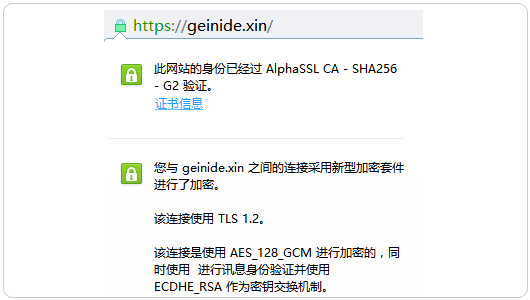 https://geinide.xin/
此网站的身份已经过 AlphaSSL CA - SHA256
- G2 验证。
证书信息
您与 geinide.xin 之间的连接采用新型加密套件
进行了加密。
该连接使用 TLS 1.2。
该连接是使用 AES_128_GCM 进行加密的，同
时使用  进行讯息身份验证并使用
ECDHE_RSA 作为密钥交换机制。